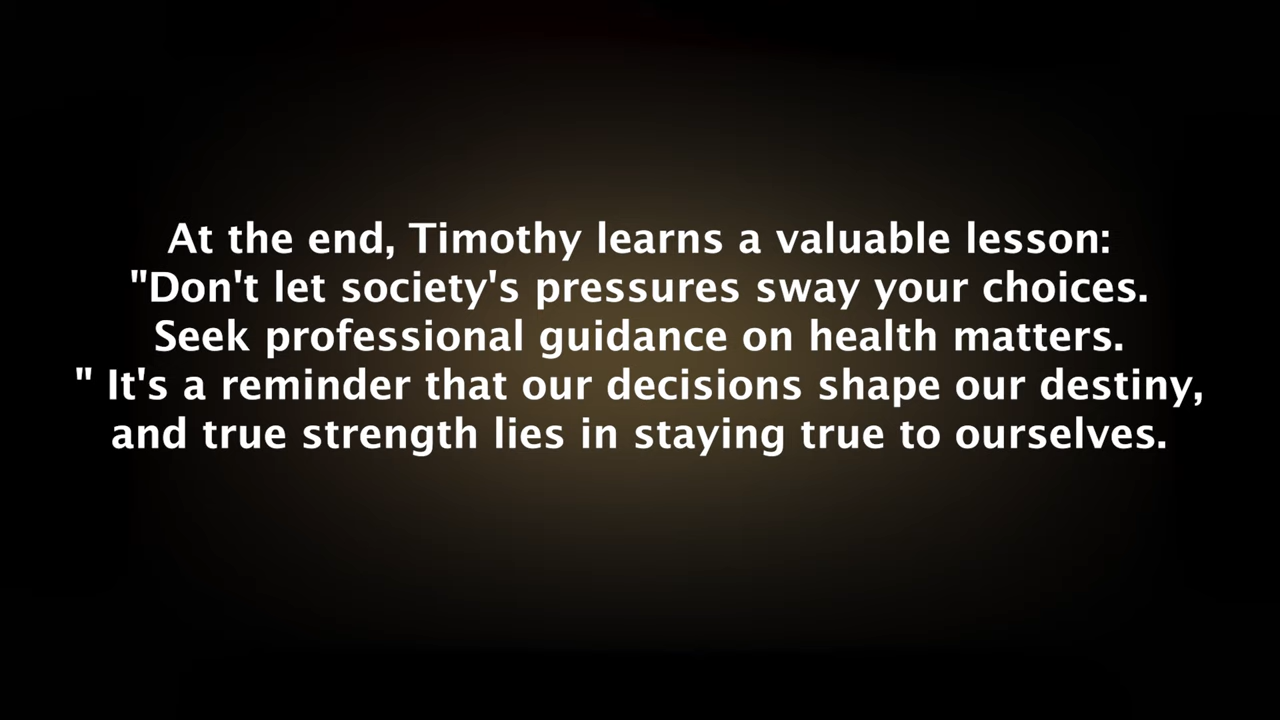 At the end, Timothy learns a valuable lesson:
"Don't let society's pressures sway your choices.
Seek professional guidance on health matters.
" It's a reminder that our decisions shape our destiny,
and true strength lies in staying true to ourselves.